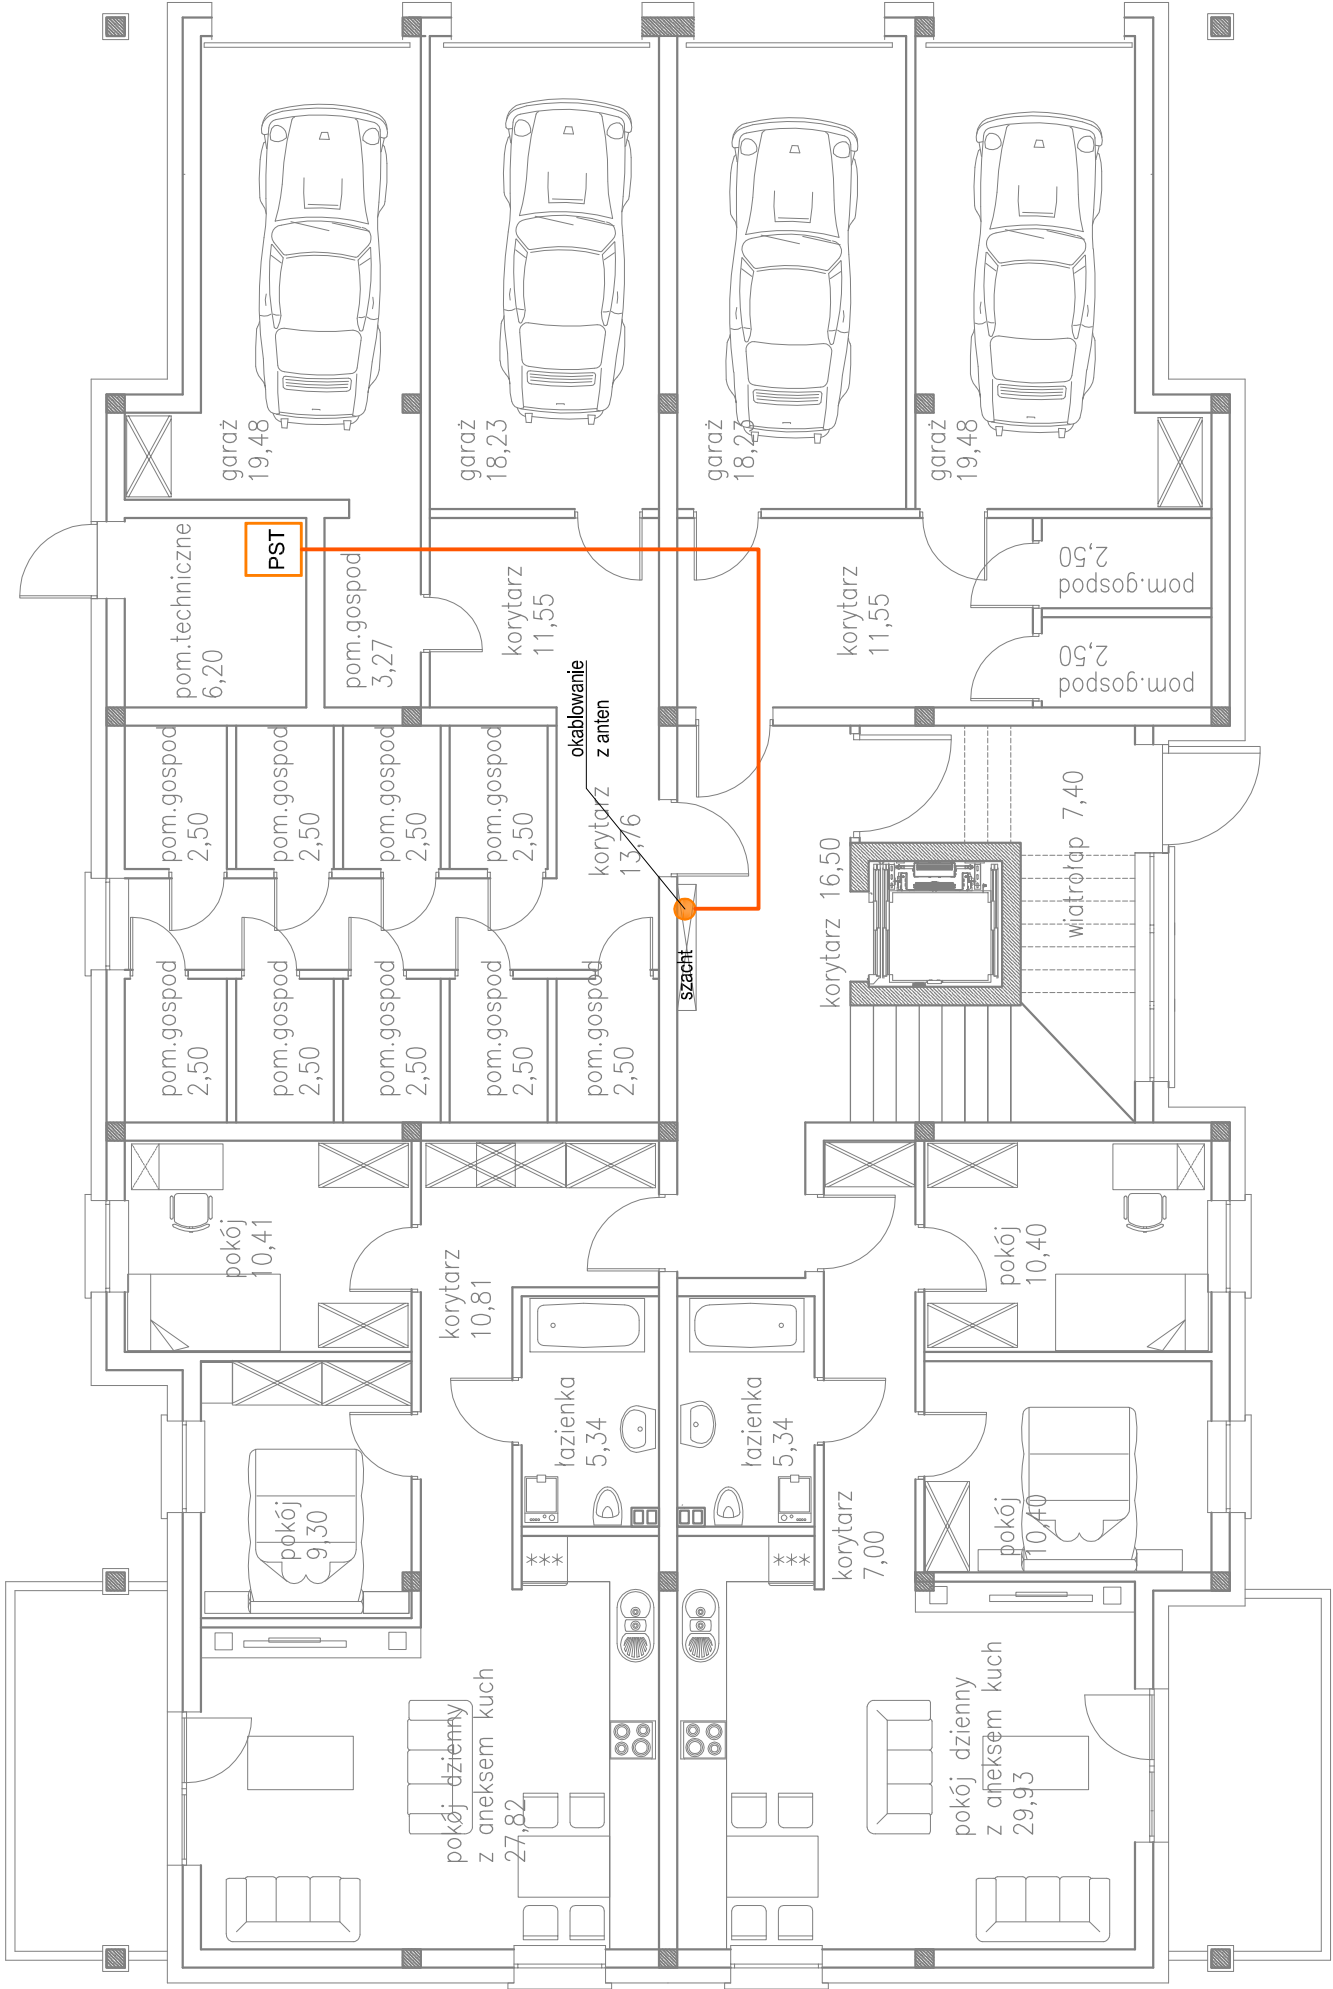 garaż
19,48
garaż
18,23
garaż
18,23
garaż
19,48
pom.techniczne
6,20
PST
pom.gospod
3,27
korytarz
11,55
korytarz
11,55
2,50
pom.gospod
2,50
pom.gospod
okablowanie
z anten
pom.gospod
2,50
pom.gospod
2,50
pom.gospod
2,50
pom.gospod
2,50
korytarz
13,76
szacht
korytarz 16,50
wiatrołap 7,40
pom.gospod
2,50
pom.gospod
2,50
pom.gospod
2,50
pom.gospod
2,50
pom.gospod
2,50
pokój
10,41
korytarz
10,81
pokój
10,40
łazienka
5,34
łazienka
5,34
pokój
9,30
***
***
korytarz
7,00
pokój
10,40
pokój dzienny
z aneksem kuch
27,82
pokój dzienny
z aneksem kuch
29,93